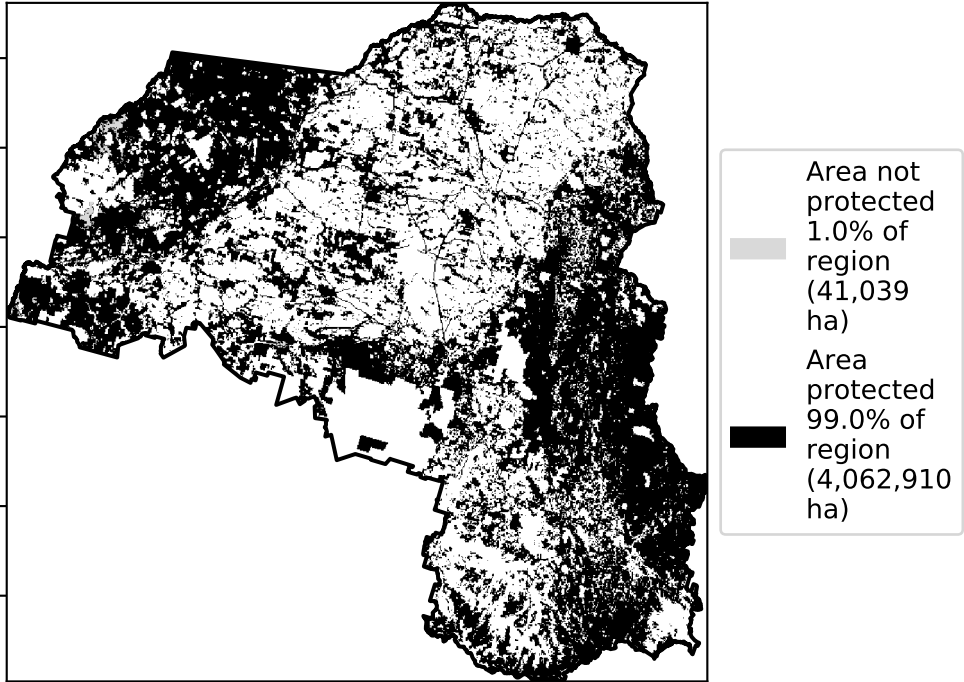 Area not
protected
1.0% of
region
(41,039
ha)
Area
protected
99.0% of
region
(4,062,910
ha)